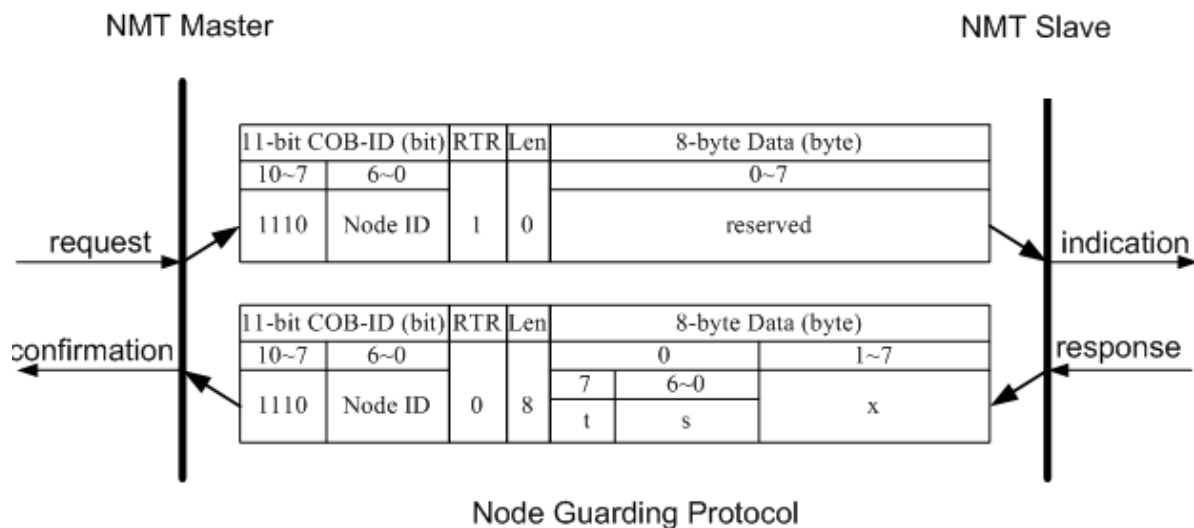 NMT Master
NMT Slave
11-bit COB-ID (bit) RTR Len 8-byte Data (byte)
10~7 6~0 0~7
1110 Node ID 1 0 reserved
request
indication
11-bit COB-ID (bit) RTR Len 8-byte Data (byte)
confirmation
response
10~7 6~0 0 1~7
7 6~0
1110 Node ID 0 8 x
t s
Node Guarding Protocol